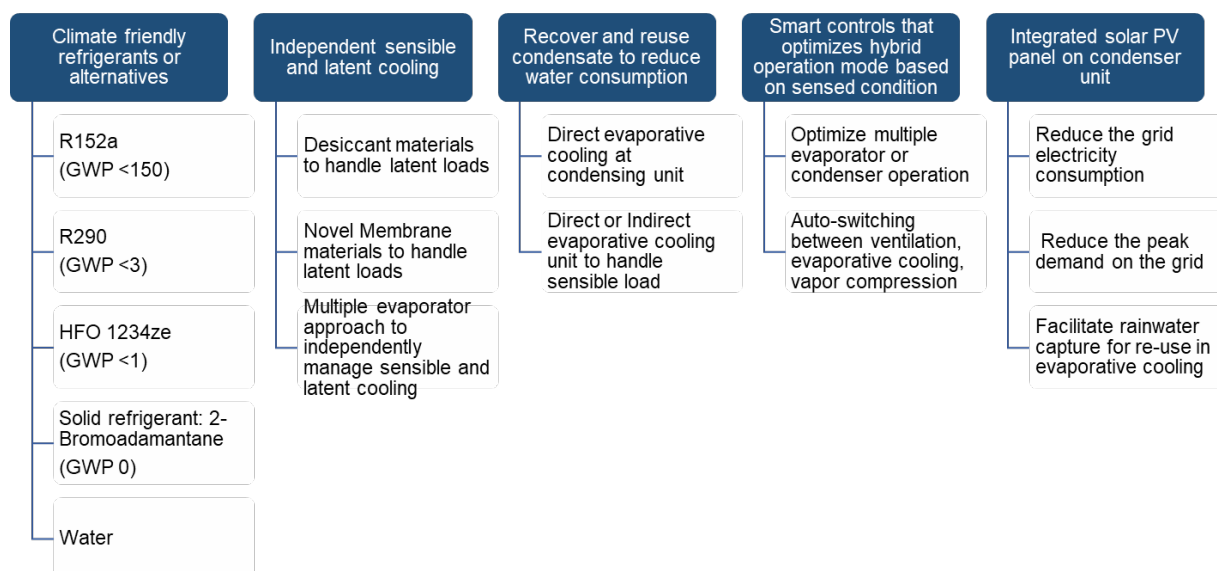 Climate friendly
refrigerants or
alternatives
R152a
(GWP <150)
R290
(GWP <3)
HFO 1234ze
(GWP <1)
Solid refrigerant: 2-
Bromoadamantane
(GWP 0)
Water
Independent sensible
and latent cooling
Desiccant materials
to handle latent loads
Novel Membrane
materials to handle
latent loads
Multiple evaporator
approach to
independently
manage sensible and
latent cooling
Recover and reuse
condensate to reduce
water consumption
Direct evaporative
cooling at
condensing unit
Direct or Indirect
evaporative cooling
unit to handle
sensible load
Smart controls that
optimizes hybrid
operation mode based
on sensed condition
Optimize multiple
evaporator or
condenser operation
Auto-switching
between ventilation,
evaporative cooling,
vapor compression
Integrated solar PV
panel on condenser
unit
Reduce the grid
electricity
consumption
Reduce the peak
demand on the grid
Facilitate rainwater
capture for re-use in
evaporative cooling